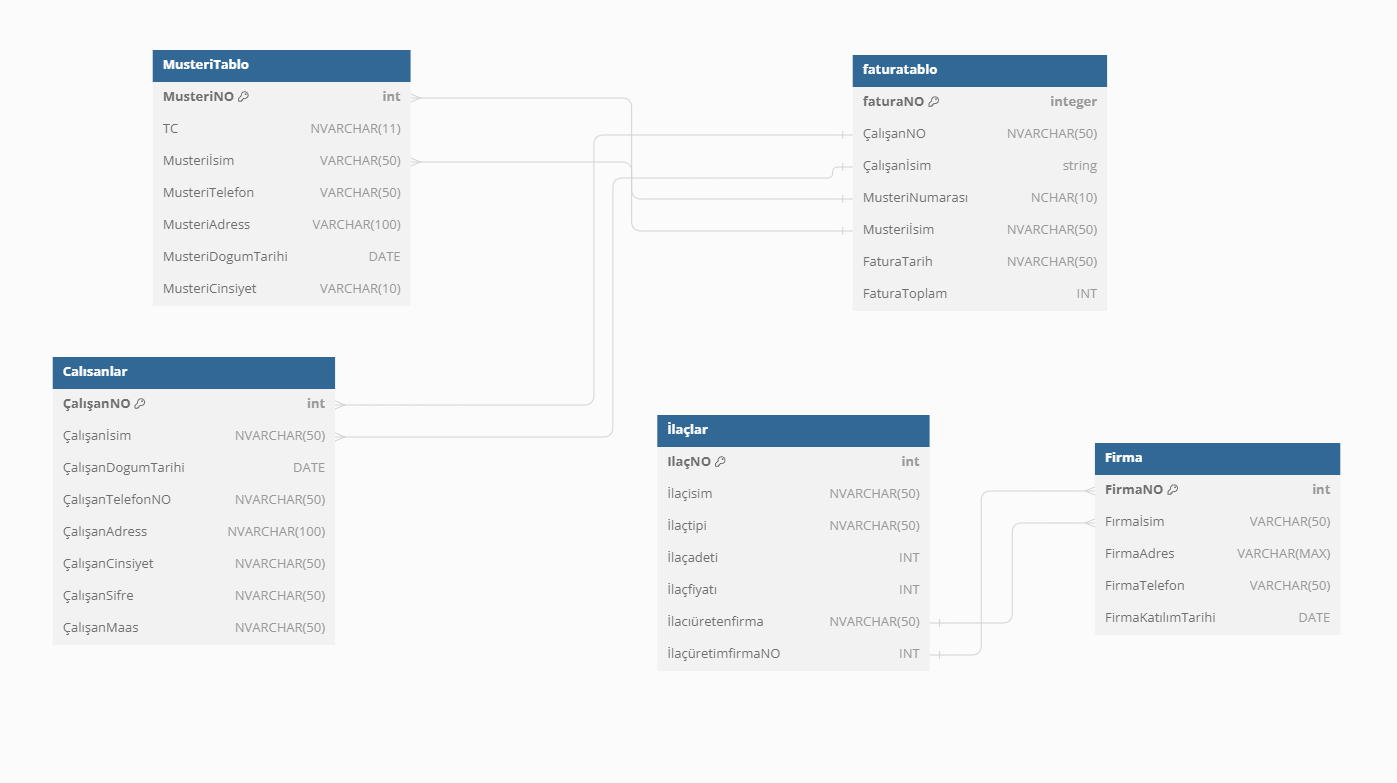 MusteriTablo
MusteriNO int
TC NVARCHAR(11)
Musteriİsim VARCHAR(50)
MusteriTelefon VARCHAR(50)
MusteriAdress VARCHAR(100)
MusteriDogumTarihi DATE
MusteriCinsiyet VARCHAR(10)
faturatablo
faturaNO integer
ÇalışanNO NVARCHAR(50)
Çalışanİsim string
MusteriNumarası NCHAR(10)
Musteriİsim NVARCHAR(50)
FaturaTarih NVARCHAR(50)
FaturaToplam INT
Calısanlar
ÇalışanNO int
Çalışanİsim NVARCHAR(50)
ÇalışanDogumTarihi DATE
ÇalışanTelefonNO NVARCHAR(50)
ÇalışanAdress NVARCHAR(100)
ÇalışanCinsiyet NVARCHAR(50)
ÇalışanSifre NVARCHAR(50)
ÇalışanMaas NVARCHAR(50)
İlaçlar
IlaçNO int
İlaçisim NVARCHAR(50)
İlaçtipi NVARCHAR(50)
İlaçadeti INT
İlaçfiyatı INT
İlacıüretenfirma NVARCHAR(50)
İlaçüretimfirmaNO INT
Firma
FirmaNO int
Fırmaİsim VARCHAR(50)
FirmaAdres VARCHAR(MAX)
FirmaTelefon VARCHAR(50)
FirmaKatılımTarihi DATE